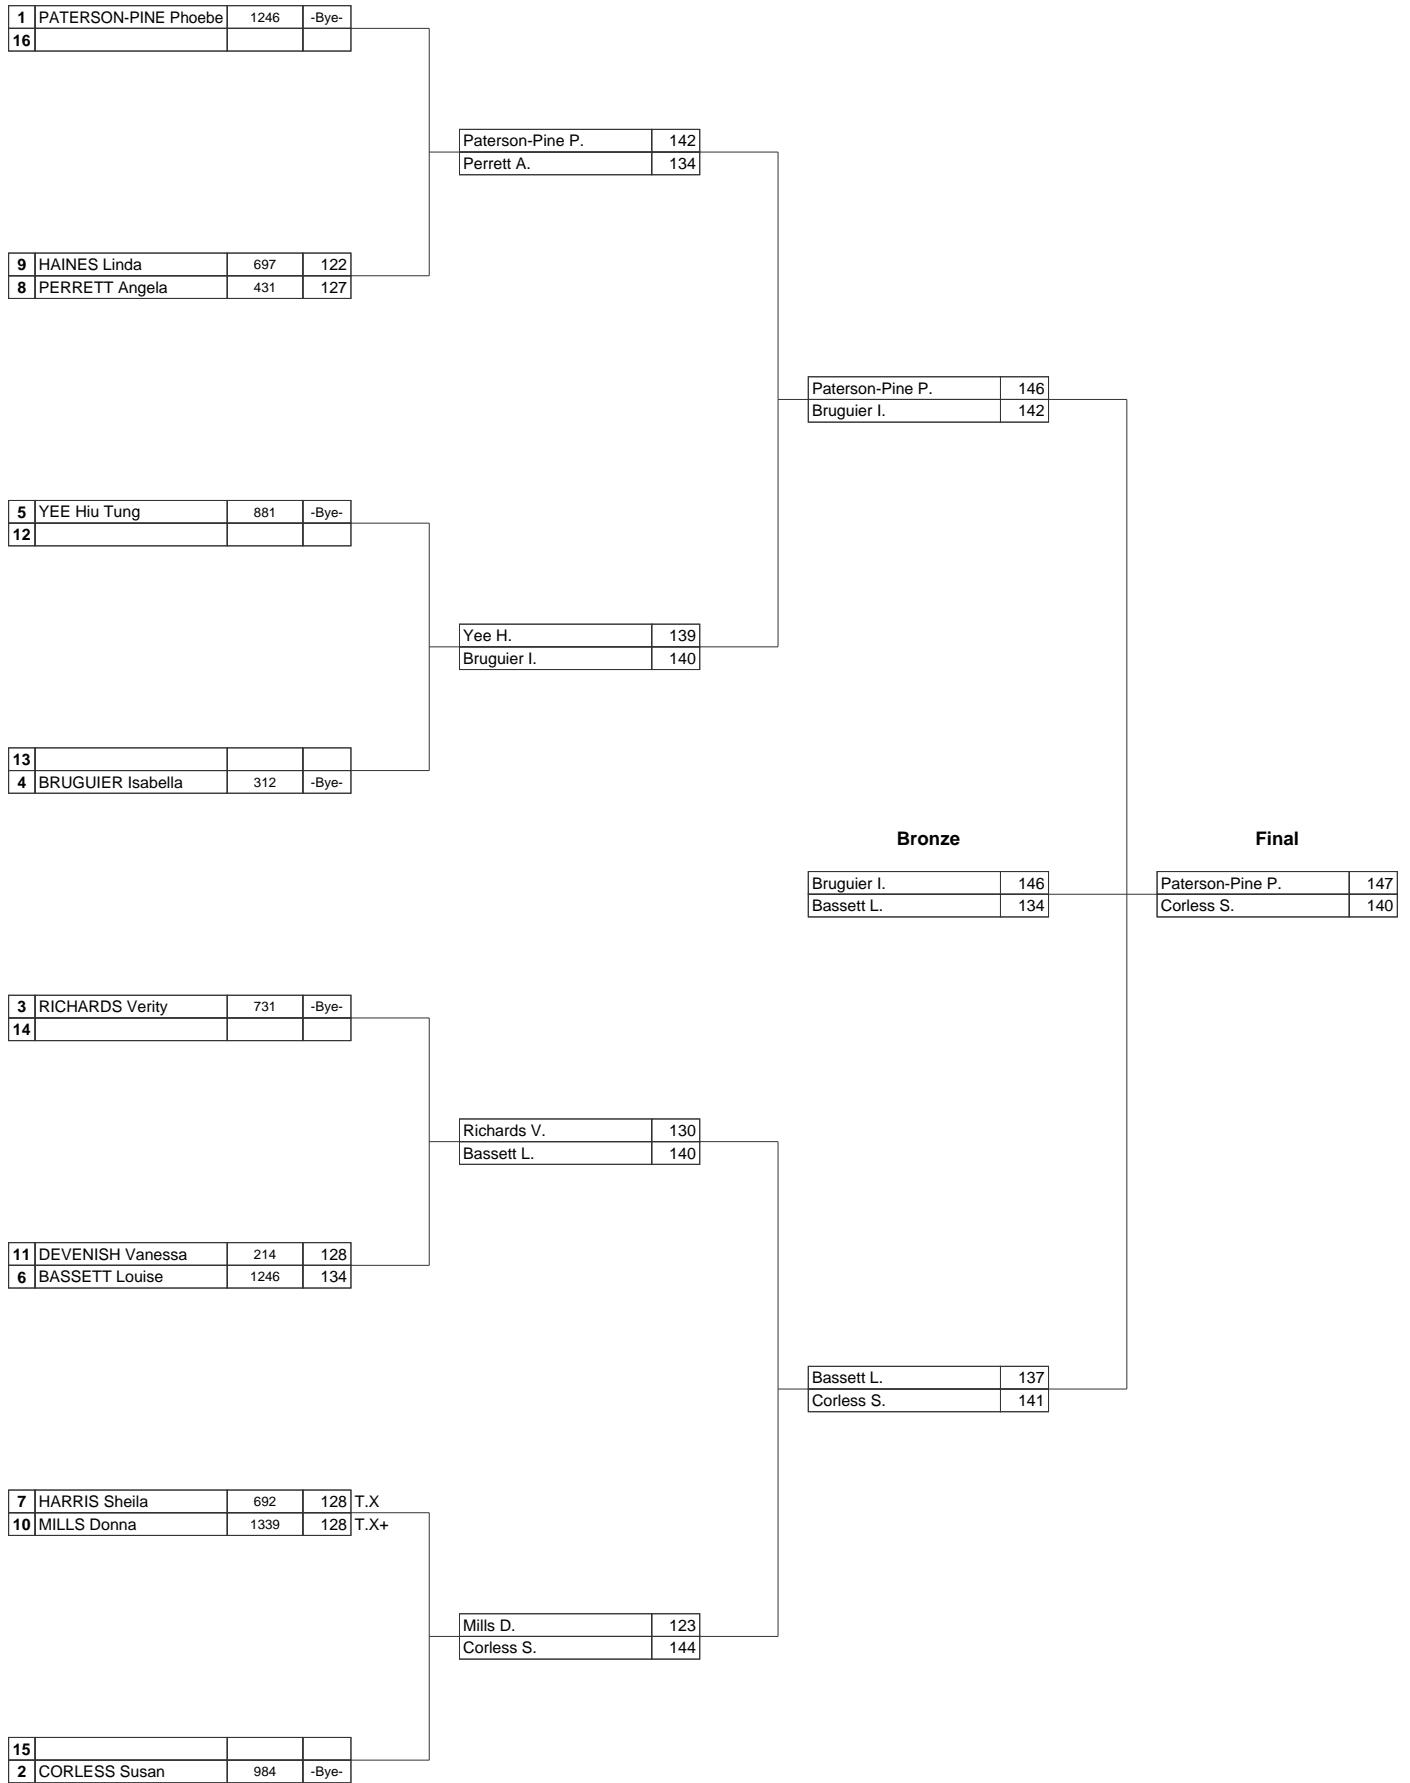 1 PATERSON-PINE Phoebe 1246 -Bye-
16
Paterson-Pine P. 142
Perrett A. 134
9 HAINES Linda 697 122
8 PERRETT Angela 431 127
Paterson-Pine P. 146
Bruguier I. 142
5 YEE Hiu Tung 881 -Bye-
12
Yee H. 139
Bruguier I. 140
13
4 BRUGUIER Isabella 312 -Bye-
Bronze Final
Bruguier I. 146 Paterson-Pine P. 147
Bassett L. 134 Corless S. 140
3 RICHARDS Verity 731 -Bye-
14
Richards V. 130
Bassett L. 140
11 DEVENISH Vanessa 214 128
6 BASSETT Louise 1246 134
Bassett L. 137
Corless S. 141
7 HARRIS Sheila 692 128 T.X
10 MILLS Donna 1339 128 T.X+
Mills D. 123
Corless S. 144
15
2 CORLESS Susan 984 -Bye-